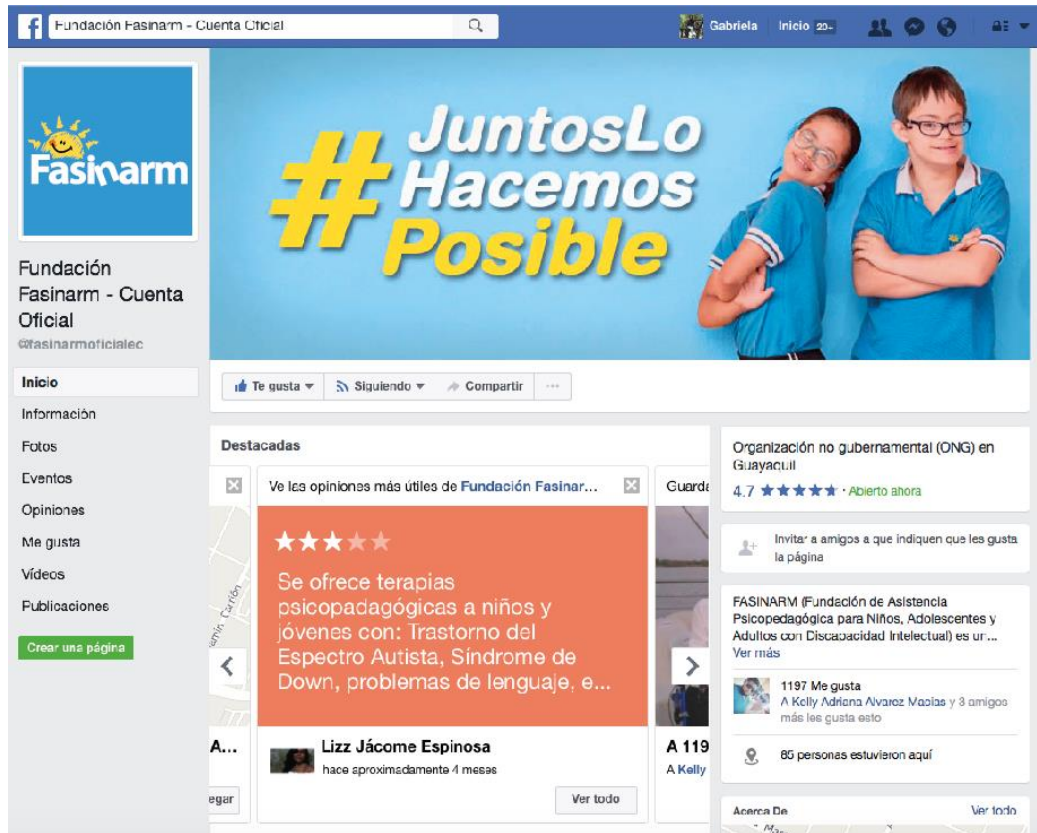 Fundación Fasinarm - Cuenta Oficial
Gabriela
Inicio 20+
Fasinarm
#JuntosLo
Hacemos
Posible
Fundación
Fasinarm - Cuenta
Oficial
@fasinarmoficialec
Inicio
Información
Fotos
Eventos
Opiniones
Me gusta
Vídeos
Publicaciones
Crear una página
Te gusta
Siguiendo
Compartir
Destacadas
Ve las opiniones más útiles de Fundación Fasinar...
Guarda
Se ofrece terapias
psicopadagógicas a niños y
jóvenes con: Trastorno del
Espectro Autista, Síndrome de
Down, problemas de lenguaje, e...
A...
Lizz Jácome Espinosa
hace aproximadamente 4 meses
A 119
A Kelly
egar
Ver todo
Organización no gubernamental (ONG) en
Guayaquil
4.7 ★★★★★ · Abierto ahora
Invitar a amigos a que indiquen que les gusta
la página
FASINARM (Fundación de Asistencia
Psicopedagógica para Niños, Adolescentes y
Adultos con Discapacidad Intelectual) es un...
Ver más
1197 Me gusta
A Kelly Adriana Alvarez Macias y 3 amigos
más les gusta esto
85 personas estuvieron aquí
Acerca De
Ver todo